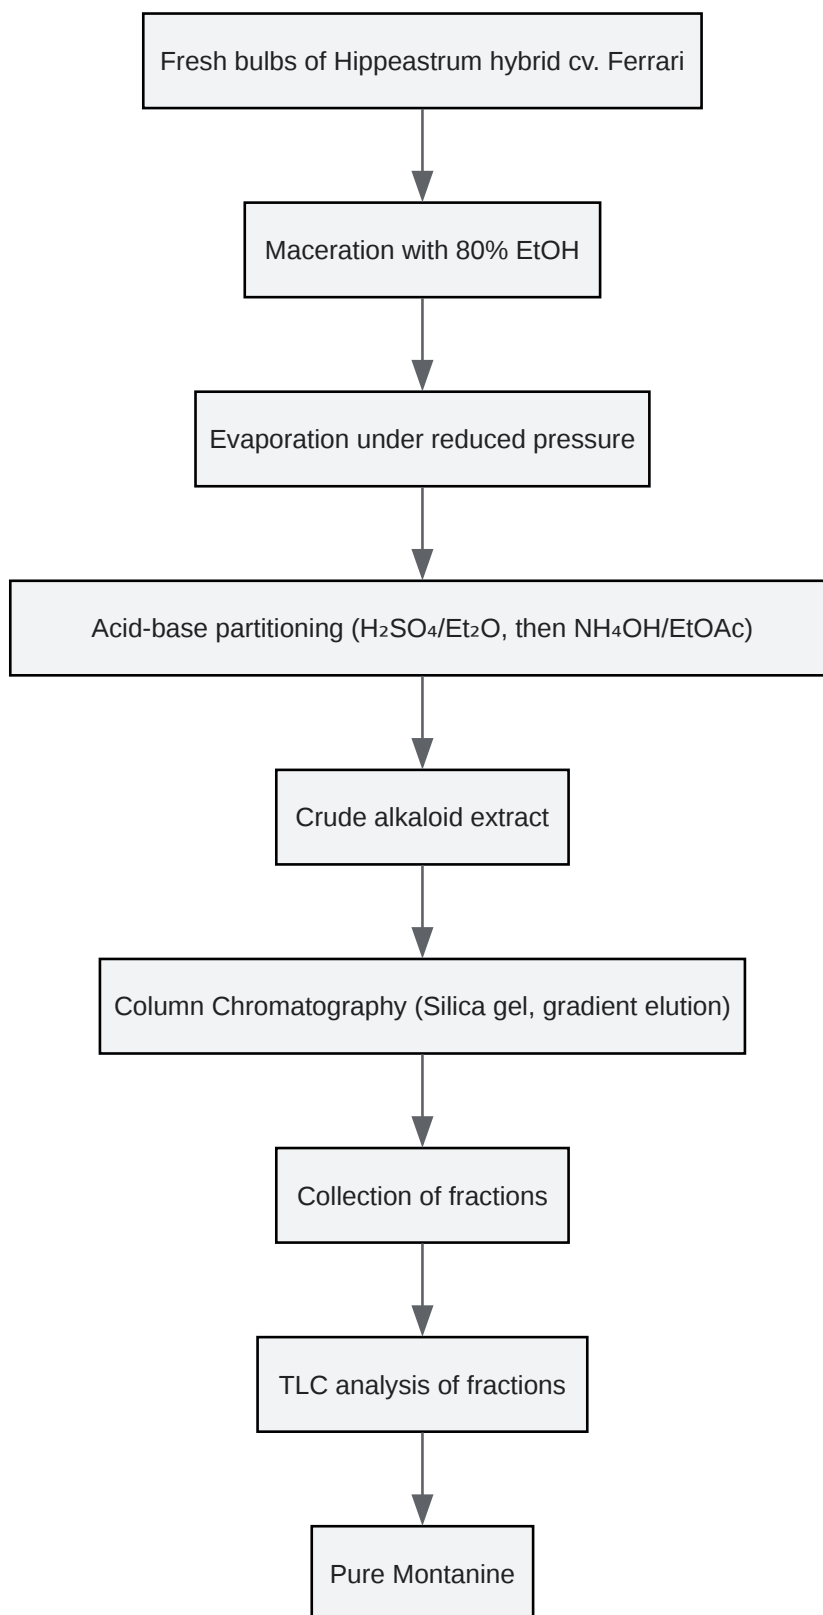 Fresh bulbs of Hippeastrum hybrid cv. Ferrari
Maceration with 80% EtOH
Evaporation under reduced pressure
Acid-base partitioning (H₂SO₄/Et₂O, then NH₄OH/EtOAc)
Crude alkaloid extract
Column Chromatography (Silica gel, gradient elution)
Collection of fractions
TLC analysis of fractions
Pure Montanine